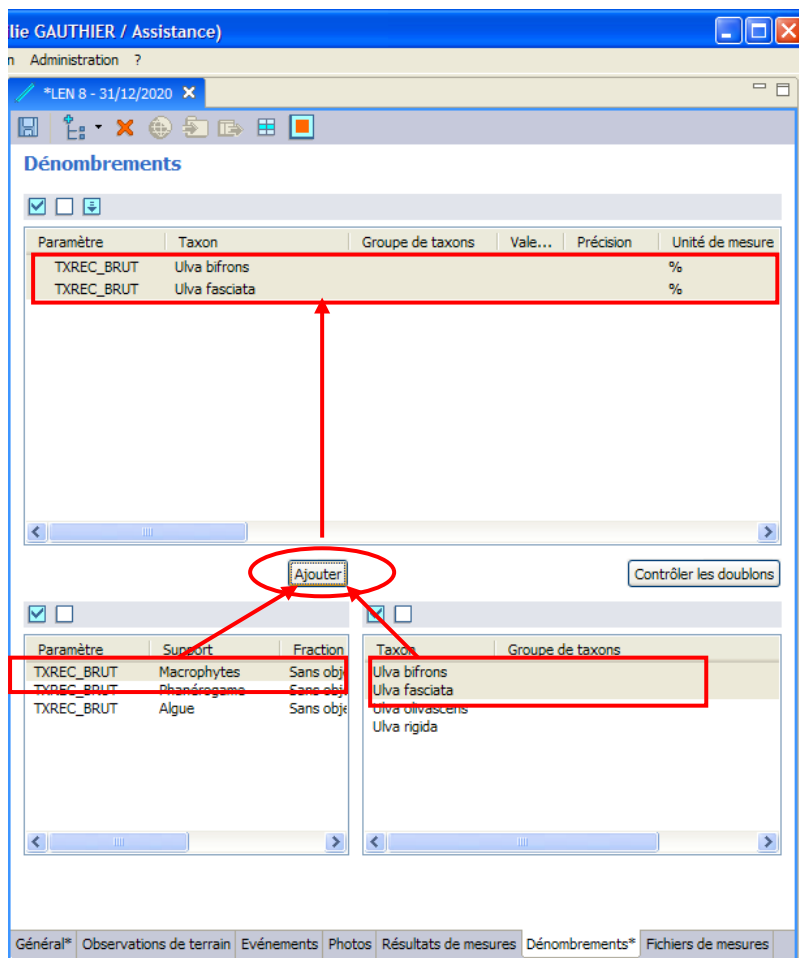 lie GAUTHIER / Assistance)
n Administration ?
*LEN 8 - 31/12/2020
Dénombrements
Paramètre Taxon Groupe de taxons Vale... Précision Unité de mesure
TXREC_BRUT Ulva bifrons %
TXREC_BRUT Ulva fasciata %
Ajouter Contrôler les doublons
Paramètre Support Fraction
TXREC_BRUT Macrophytes Sans obje
TXREC_BRUT Phanérogame Sans obje
TXREC_BRUT Algue Sans obje
Taxon Groupe de taxons
Ulva bifrons
Ulva fasciata
Ulva olivascens
Ulva rigida
Général* Observations de terrain Evénements Photos Résultats de mesures Dénombrements* Fichiers de mesures